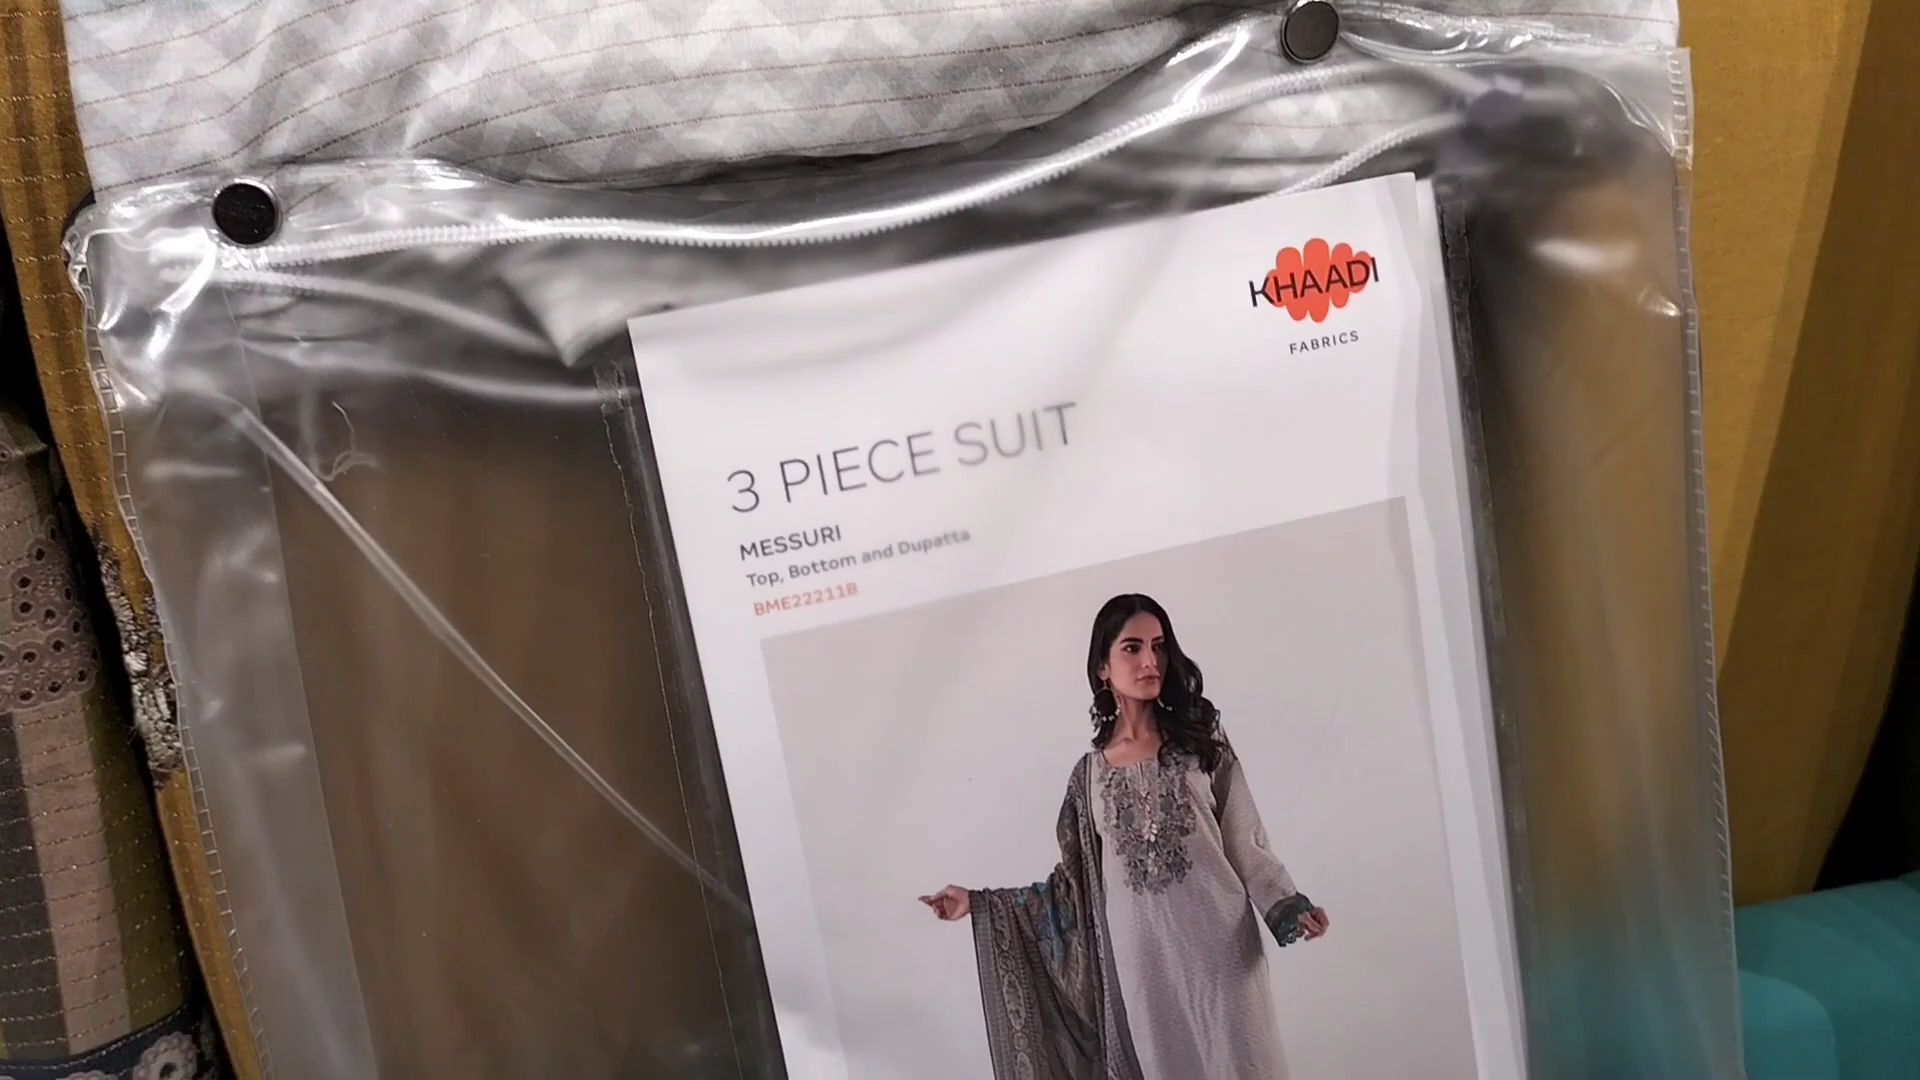 KHAADI
FABRICS
3 PIECE SUIT
MESSURI
Top, Bottom and Dupatta
BME22211B